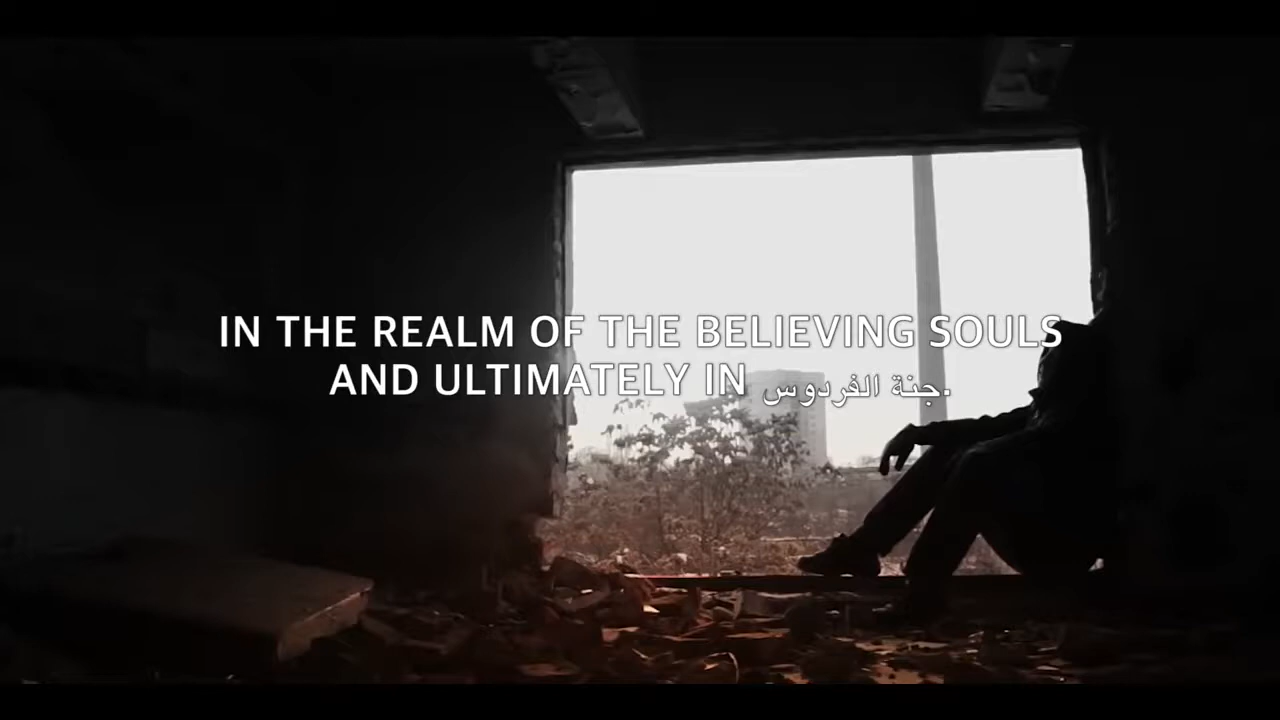 IN THE REALM OF THE BELIEVING SOULS
AND ULTIMATELY IN جنة الفردوس.